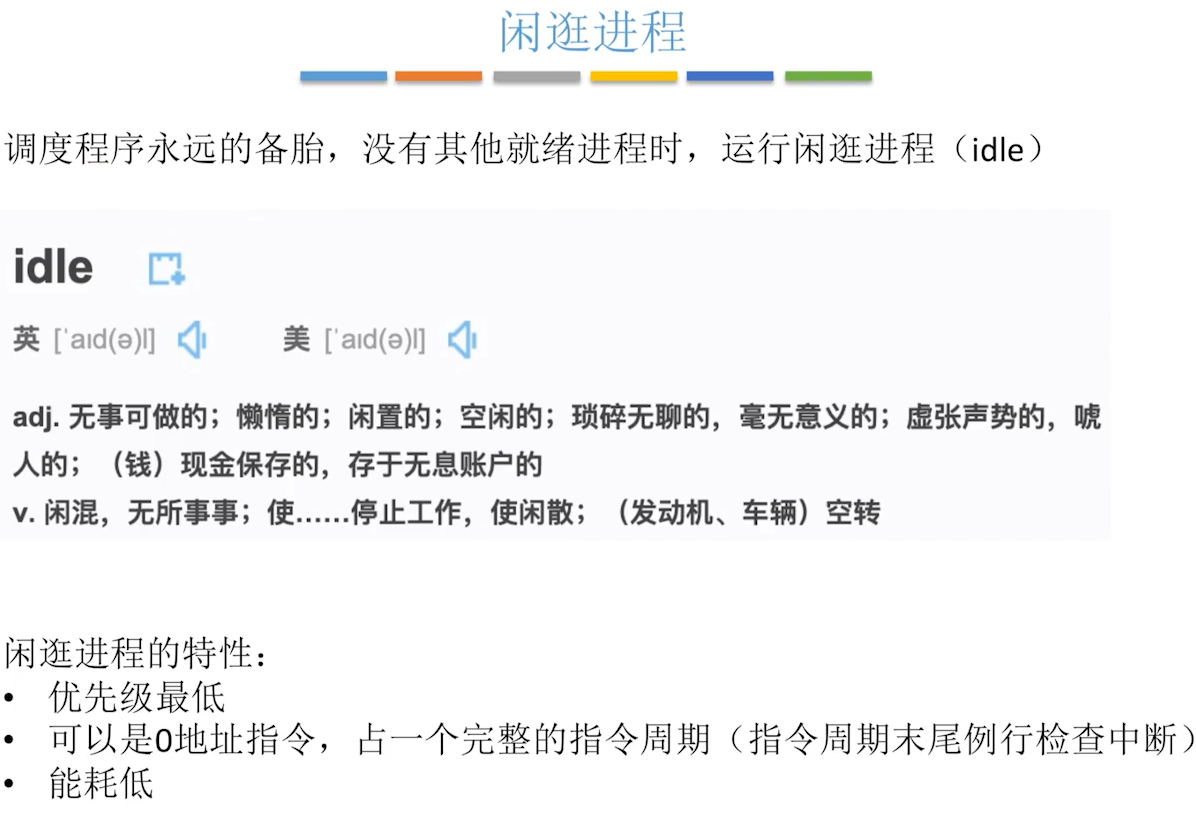 闲逛进程
调度程序永远的备胎，没有其他就绪进程时，运行闲逛进程（idle）
idle
英 [ˈaɪd(ə)l] 美 [ˈaɪd(ə)l]
adj. 无事可做的；懒惰的；闲置的；空闲的；琐碎无聊的，毫无意义的；虚张声势的，唬
人的；（钱）现金保存的，存于无息账户的
v. 闲混，无所事事；使……停止工作，使闲散；（发动机、车辆）空转
闲逛进程的特性：
• 优先级最低
• 可以是0地址指令，占一个完整的指令周期（指令周期末尾例行检查中断）
• 能耗低